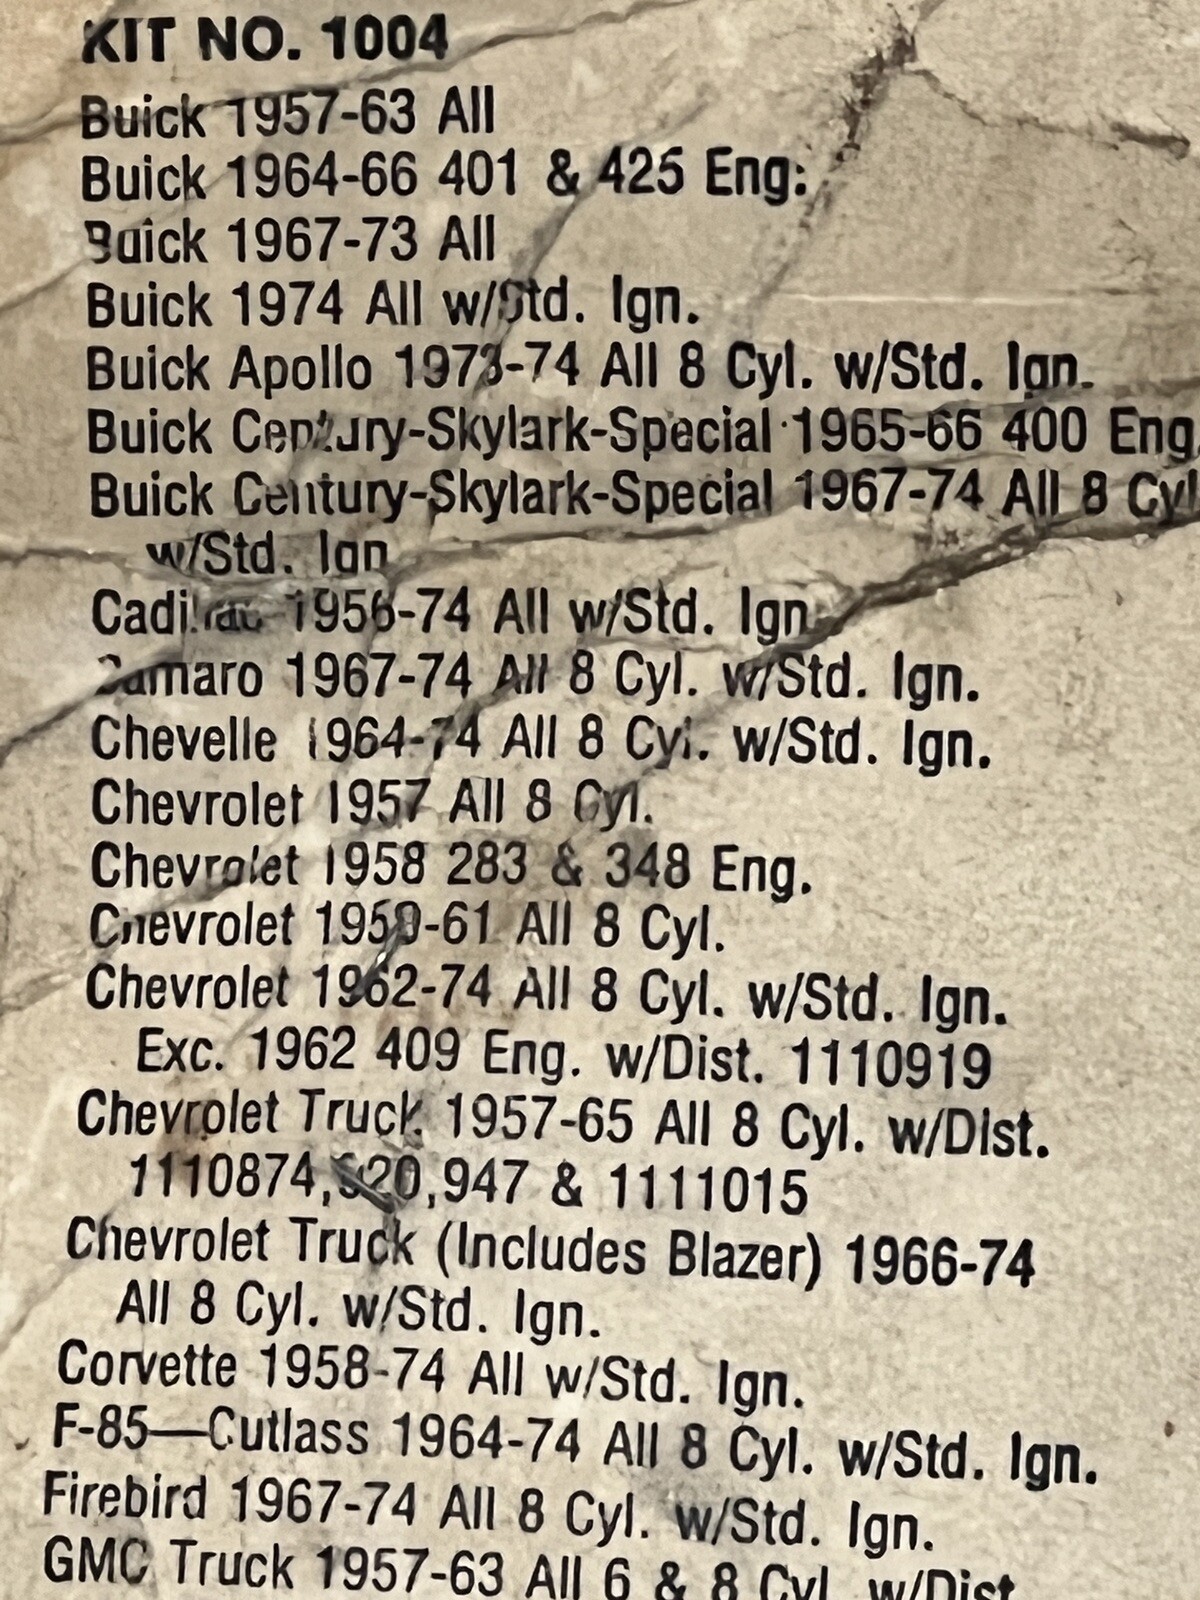 KIT NO. 1004
Buick 1957-63 All
Buick 1964-66 401 & 425 Eng.
Buick 1967-73 All
Buick 1974 All w/Std. Ign.
Buick Apollo 1973-74 All 8 Cyl. w/Std. Ign.
Buick Century-Skylark-Special 1965-66 400 Eng.
Buick Century-Skylark-Special 1967-74 All 8 Cyl
w/Std. Ign
Cadillac 1956-74 All w/Std. Ign.
Camaro 1967-74 All 8 Cyl. w/Std. Ign.
Chevelle 1964-74 All 8 Cyl. w/Std. Ign.
Chevrolet 1957 All 8 Cyl.
Chevrolet 1958 283 & 348 Eng.
Chevrolet 1959-61 All 8 Cyl.
Chevrolet 1962-74 All 8 Cyl. w/Std. Ign.
Exc. 1962 409 Eng. w/Dist. 1110919
Chevrolet Truck 1957-65 All 8 Cyl. w/Dist.
1110874, 947 & 1111015
Chevrolet Truck (Includes Blazer) 1966-74
All 8 Cyl. w/Std. Ign.
Corvette 1958-74 All w/Std. Ign.
F-85—Cutlass 1964-74 All 8 Cyl. w/Std. Ign.
Firebird 1967-74 All 8 Cyl. w/Std. Ign.
GMC Truck 1957-63 All 6 & 8 Cyl. w/Dist.